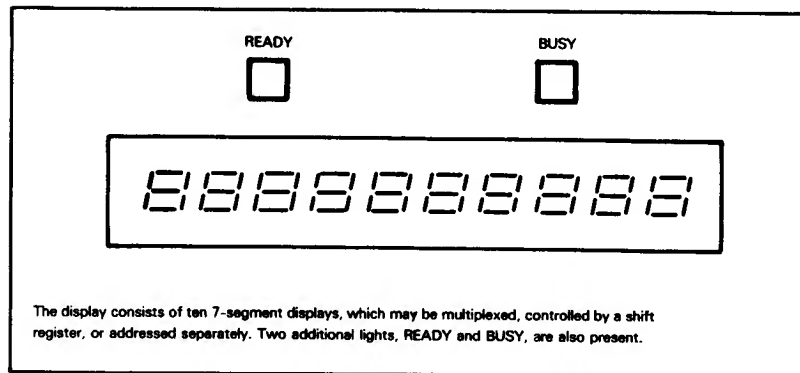 READY BUSY
8888888888
The display consists of ten 7-segment displays, which may be multiplexed, controlled by a shift
register, or addressed separately. Two additional lights, READY and BUSY, are also present.